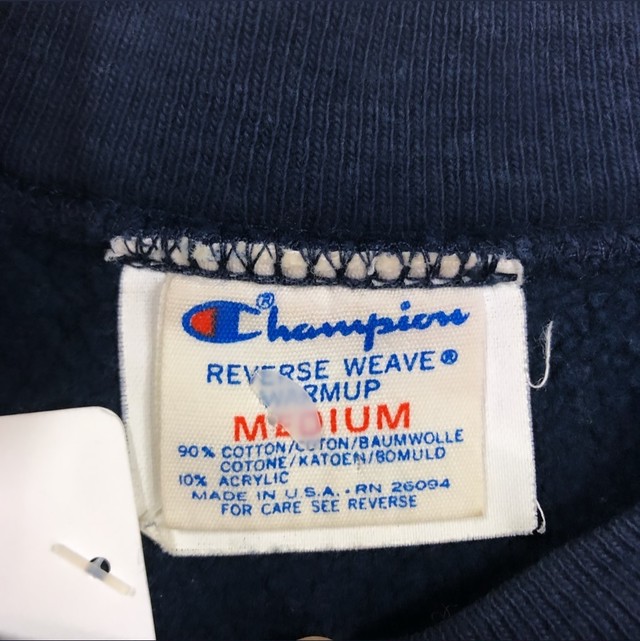 Champion®
REVERSE WEAVE®
WARMUP
MEDIUM
90% COTTON/COTON/BAUMWOLLE
COTONE/KATOEN/BOMULD
10% ACRYLIC
MADE IN U.S.A. · RN 26094
FOR CARE SEE REVERSE